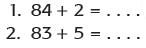 1. 84 + 2 = . . . .
2. 83 + 5 = . . . .